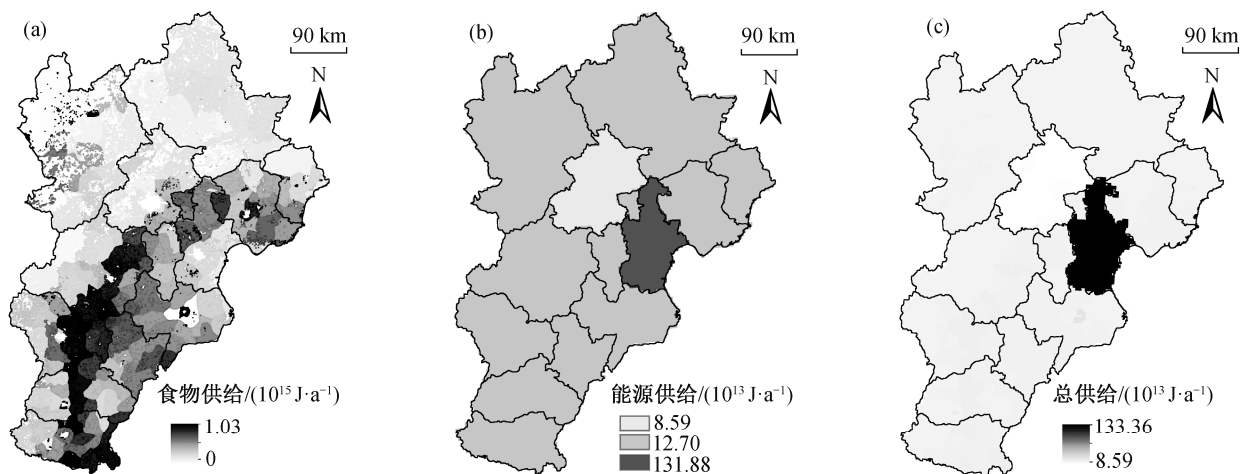 (a)
90 km
N
食物供给/(10¹⁵ J·a⁻¹)
1.03
0
(b)
90 km
N
能源供给/(10¹³ J·a⁻¹)
8.59
12.70
131.88
(c)
90 km
N
总供给/(10¹³ J·a⁻¹)
133.36
8.59